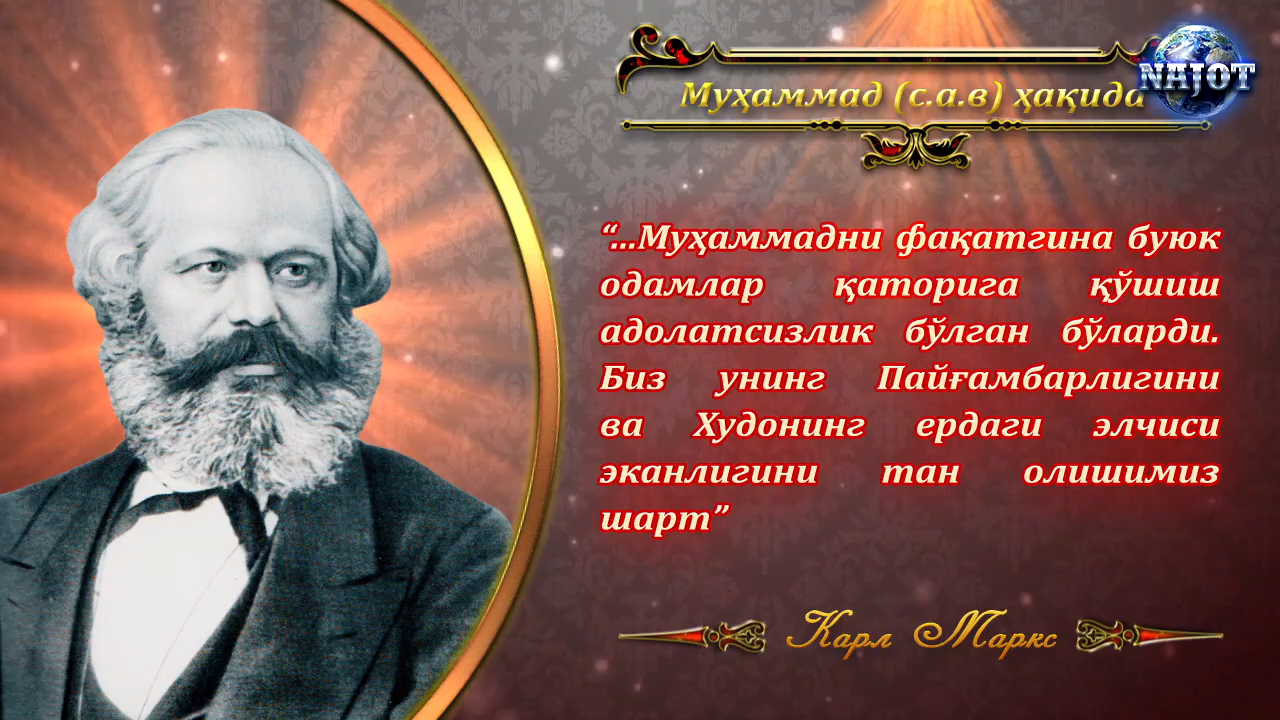 NAJOT
Муҳаммад (с.а.в) ҳақида
“...Муҳаммадни фақатгина буюк
одамлар қаторига қўшиш
адолатсизлик бўлган бўларди.
Биз унинг Пайғамбарлигини
ва Худонинг ердаги элчиси
эканлигини тан олишимиз
шарт”
Карл Маркс